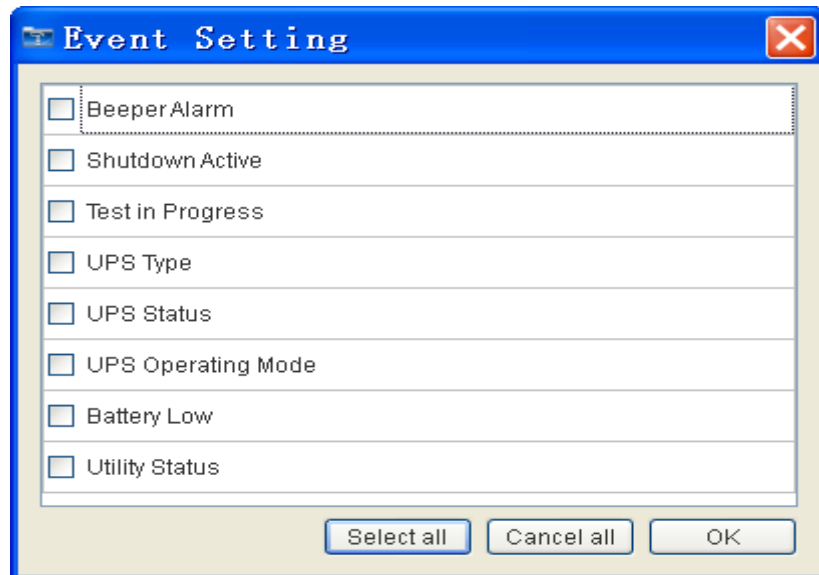 Event Setting
Beeper Alarm
Shutdown Active
Test in Progress
UPS Type
UPS Status
UPS Operating Mode
Battery Low
Utility Status
Select all Cancel all OK